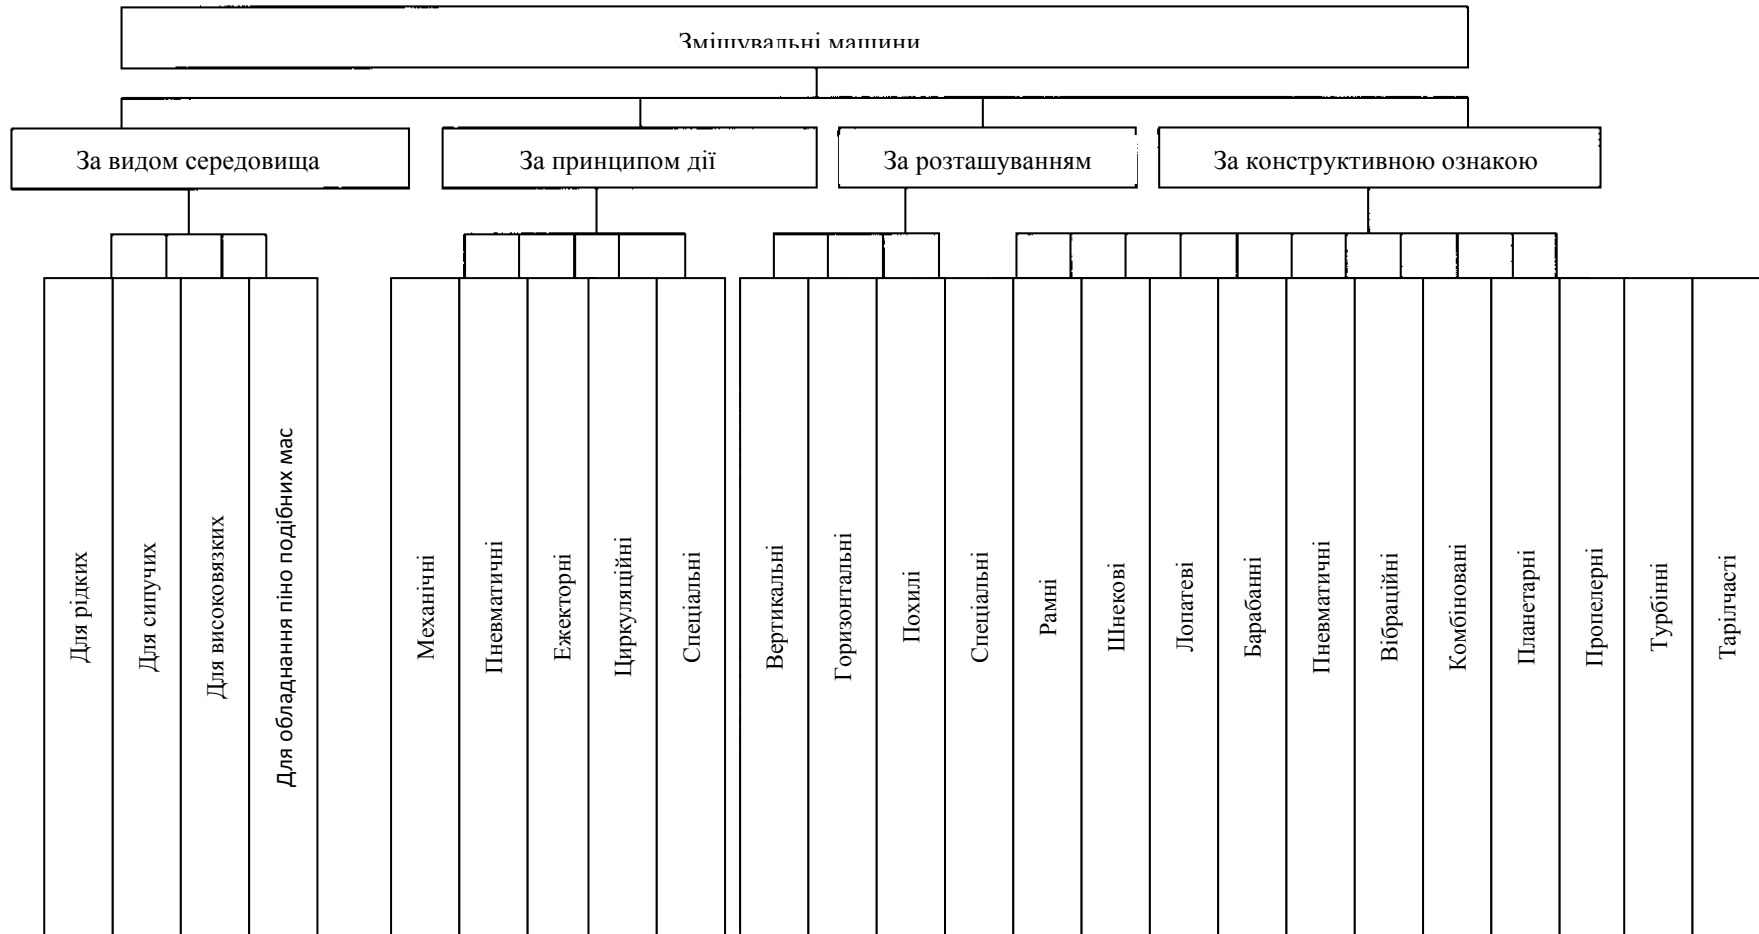 Змішувальні машини
За видом середовища
За принципом дії
За розташуванням
За конструктивною ознакою
Для рідких
Для сипучих
Для високовязких
Для обладнання піно подібних мас
Механічні
Пневматичні
Ежекторні
Циркуляційні
Спеціальні
Вертикальні
Горизонтальні
Похилі
Спеціальні
Рамні
Шнекові
Лопатеві
Барабанні
Пневматичні
Вібраційні
Комбіновані
Планетарні
Пропелерні
Турбінні
Тарілчасті